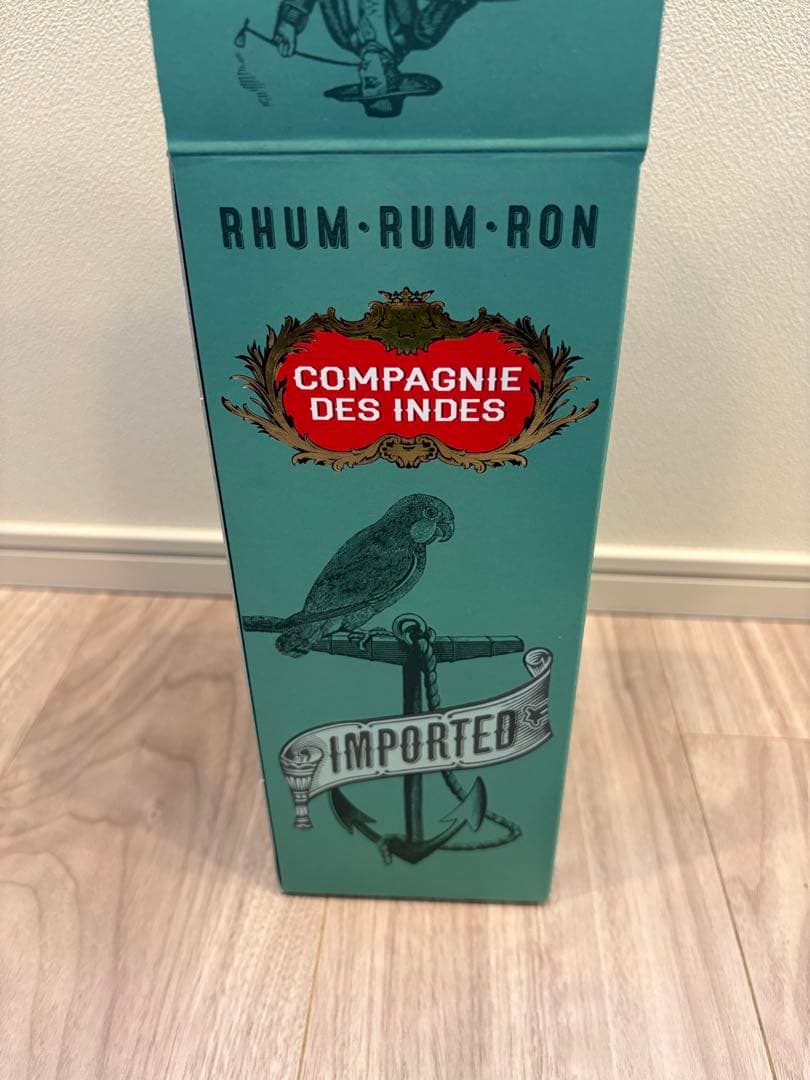 RHUM·RUM·RON
COMPAGNIE
DES INDES
IMPORTED